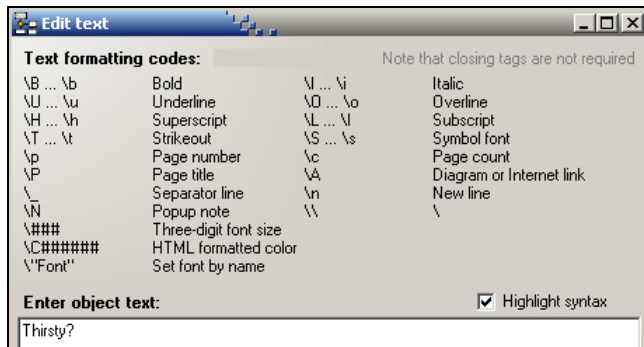 Edit text
Text formatting codes: Note that closing tags are not required
\B ... \b Bold \I ... \i Italic
\U ... \u Underline \O ... \o Overline
\H ... \h Superscript \L ... \l Subscript
\T ... \t Strikeout \S ... \s Symbol font
\p Page number \c Page count
\P Page title \A Diagram or Internet link
\_ Separator line \n New line
\N Popup note \\ \
\### Three-digit font size
\C###### HTML formatted color
\"Font" Set font by name
Enter object text: Highlight syntax
Thirsty?